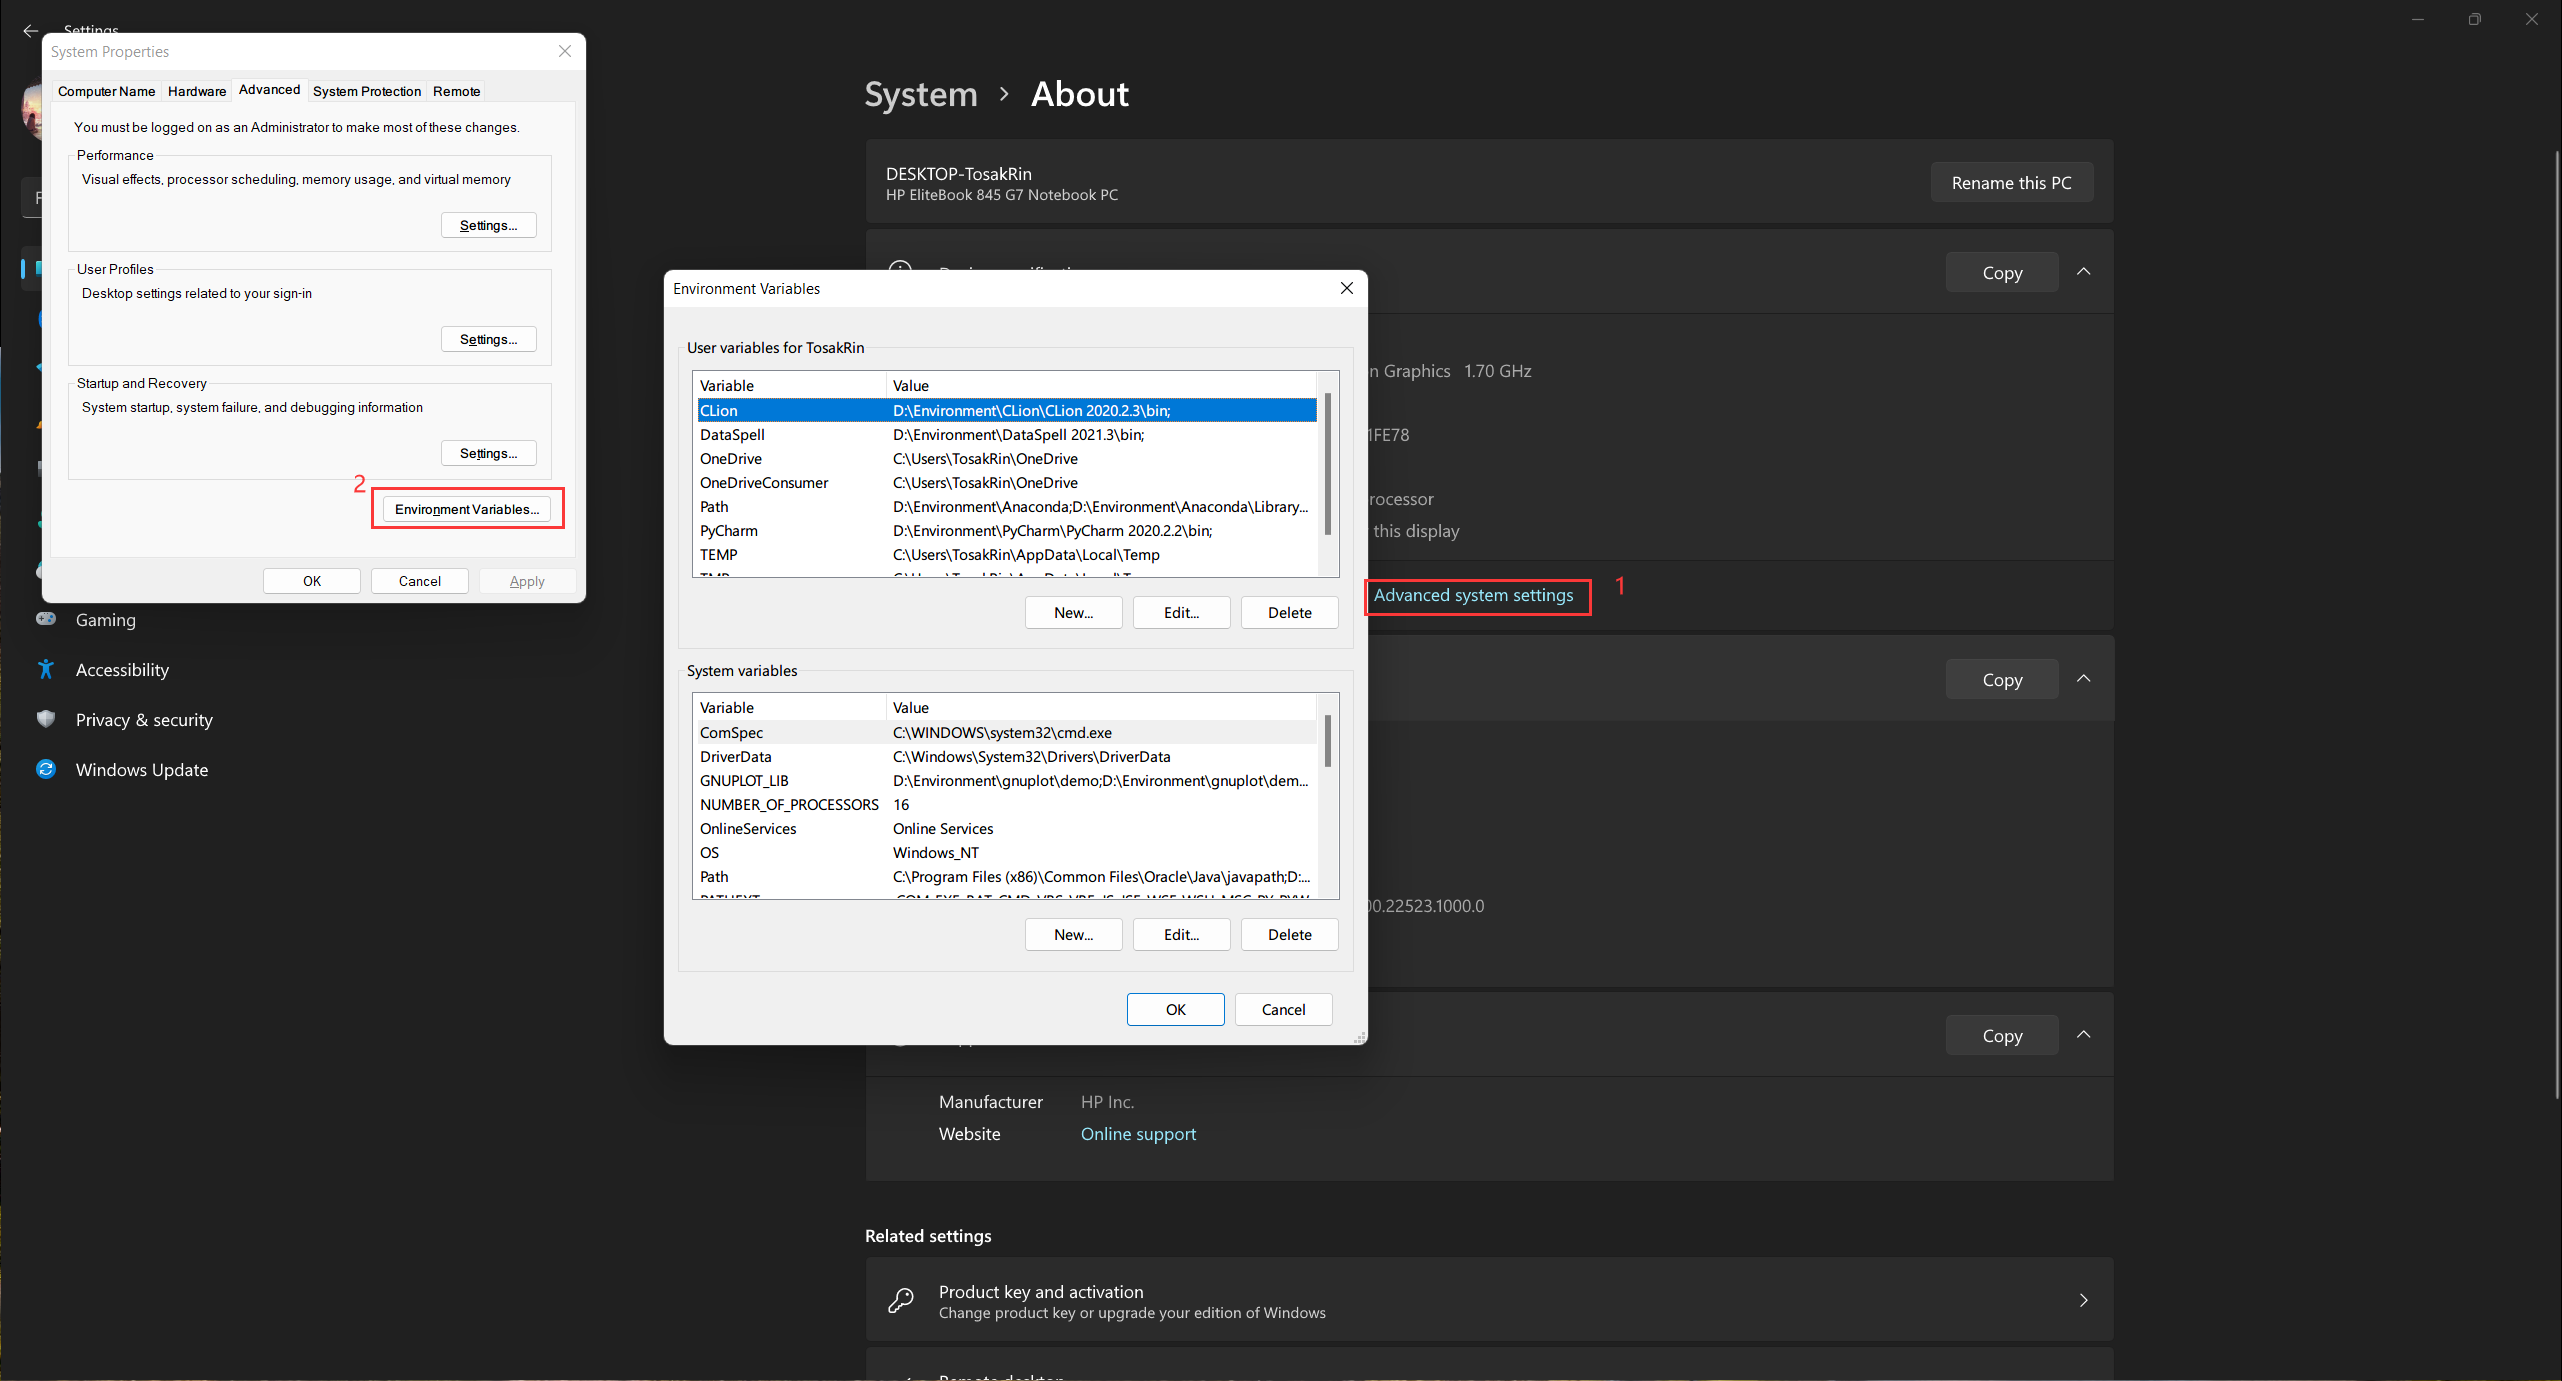 Settings
System Properties
Computer Name
Hardware
Advanced
System Protection
Remote
You must be logged on as an Administrator to make most of these changes.
Performance
Visual effects, processor scheduling, memory usage, and virtual memory
Settings...
User Profiles
Desktop settings related to your sign-in
Settings...
Startup and Recovery
System startup, system failure, and debugging information
Settings...
2
Environment Variables...
OK
Cancel
Apply
Gaming
Accessibility
Privacy & security
Windows Update
System > About
DESKTOP-TosakRin
HP EliteBook 845 G7 Notebook PC
Rename this PC
Copy
n Graphics 1.70 GHz
1FE78
rocessor
this display
Advanced system settings
1
Copy
00.22523.1000.0
Copy
Environment Variables
User variables for TosakRin
Variable Value
CLion D:\Environment\CLion\CLion 2020.2.3\bin;
DataSpell D:\Environment\DataSpell 2021.3\bin;
OneDrive C:\Users\TosakRin\OneDrive
OneDriveConsumer C:\Users\TosakRin\OneDrive
Path D:\Environment\Anaconda;D:\Environment\Anaconda\Library...
PyCharm D:\Environment\PyCharm\PyCharm 2020.2.2\bin;
TEMP C:\Users\TosakRin\AppData\Local\Temp
New...
Edit...
Delete
System variables
Variable Value
ComSpec C:\WINDOWS\system32\cmd.exe
DriverData C:\Windows\System32\Drivers\DriverData
GNUPLOT_LIB D:\Environment\gnuplot\demo;D:\Environment\gnuplot\dem...
NUMBER_OF_PROCESSORS 16
OnlineServices Online Services
OS Windows_NT
Path C:\Program Files (x86)\Common Files\Oracle\Java\javapath;D:...
New...
Edit...
Delete
OK
Cancel
Manufacturer HP Inc.
Website Online support
Related settings
Product key and activation
Change product key or upgrade your edition of Windows